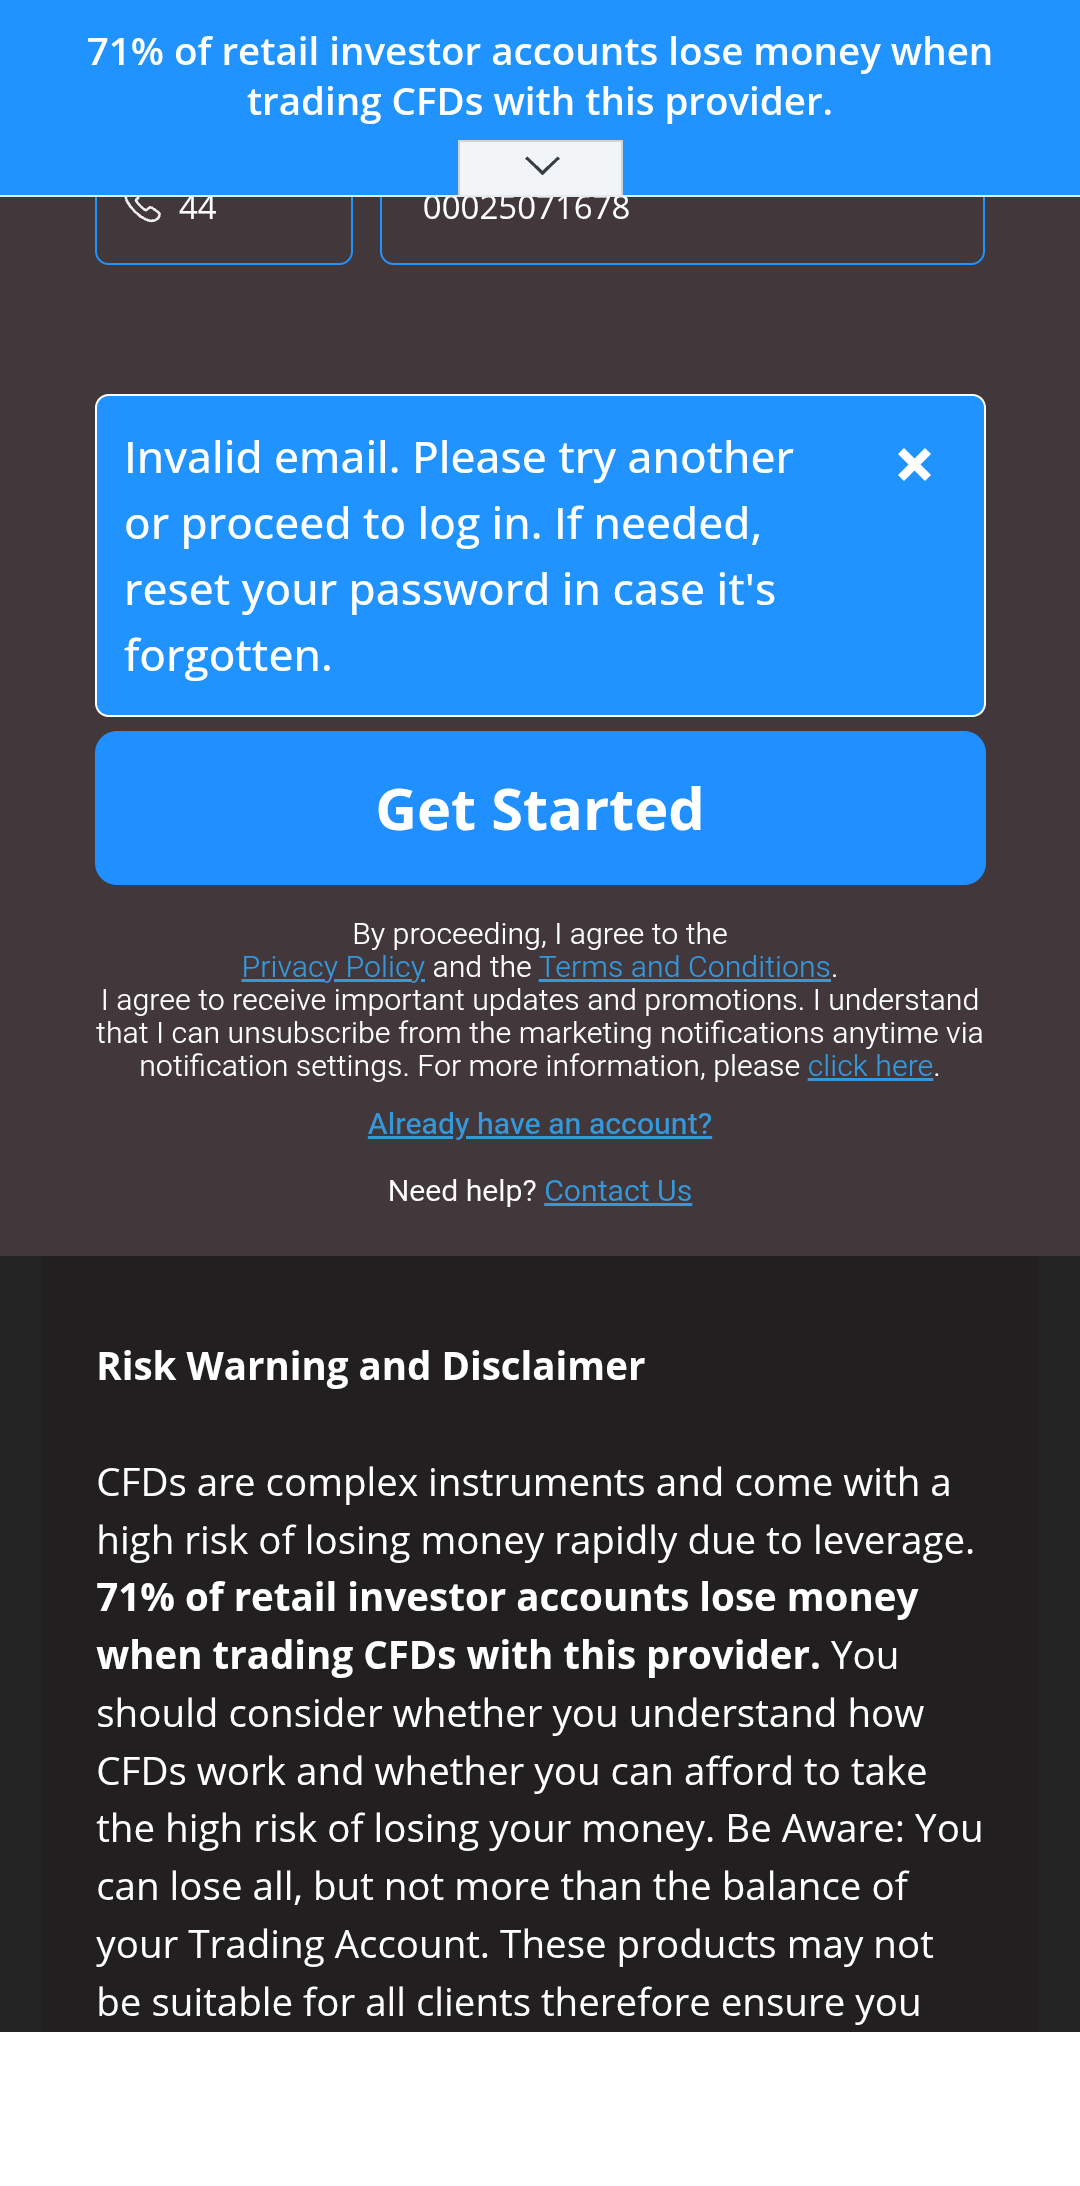 71% of retail investor accounts lose money when
trading CFDs with this provider.
44
00025071678
Invalid email. Please try another
or proceed to log in. If needed,
reset your password in case it's
forgotten.
Get Started
By proceeding, I agree to the
Privacy Policy and the Terms and Conditions.
I agree to receive important updates and promotions. I understand
that I can unsubscribe from the marketing notifications anytime via
notification settings. For more information, please click here.
Already have an account?
Need help? Contact Us
Risk Warning and Disclaimer
CFDs are complex instruments and come with a
high risk of losing money rapidly due to leverage.
71% of retail investor accounts lose money
when trading CFDs with this provider. You
should consider whether you understand how
CFDs work and whether you can afford to take
the high risk of losing your money. Be Aware: You
can lose all, but not more than the balance of
your Trading Account. These products may not
be suitable for all clients therefore ensure you